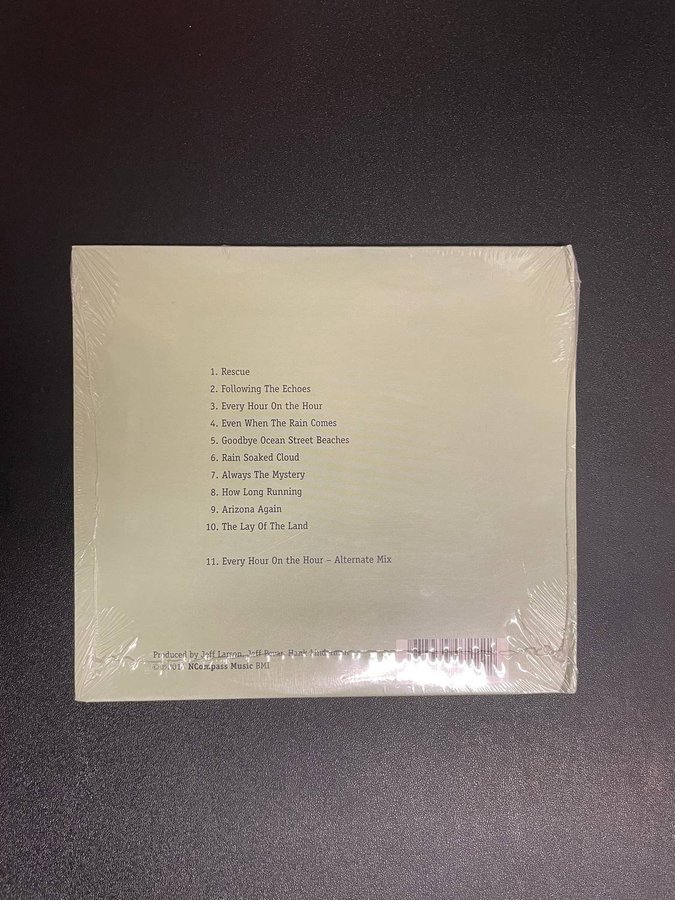 1. Rescue
2. Following The Echoes
3. Every Hour On the Hour
4. Even When The Rain Comes
5. Goodbye Ocean Street Beaches
6. Rain Soaked Cloud
7. Always The Mystery
8. How Long Running
9. Arizona Again
10. The Lay Of The Land
11. Every Hour On the Hour – Alternate Mix
Produced by Jeff Larson, Jeff Pevar, Hank
NCompass Music BMI